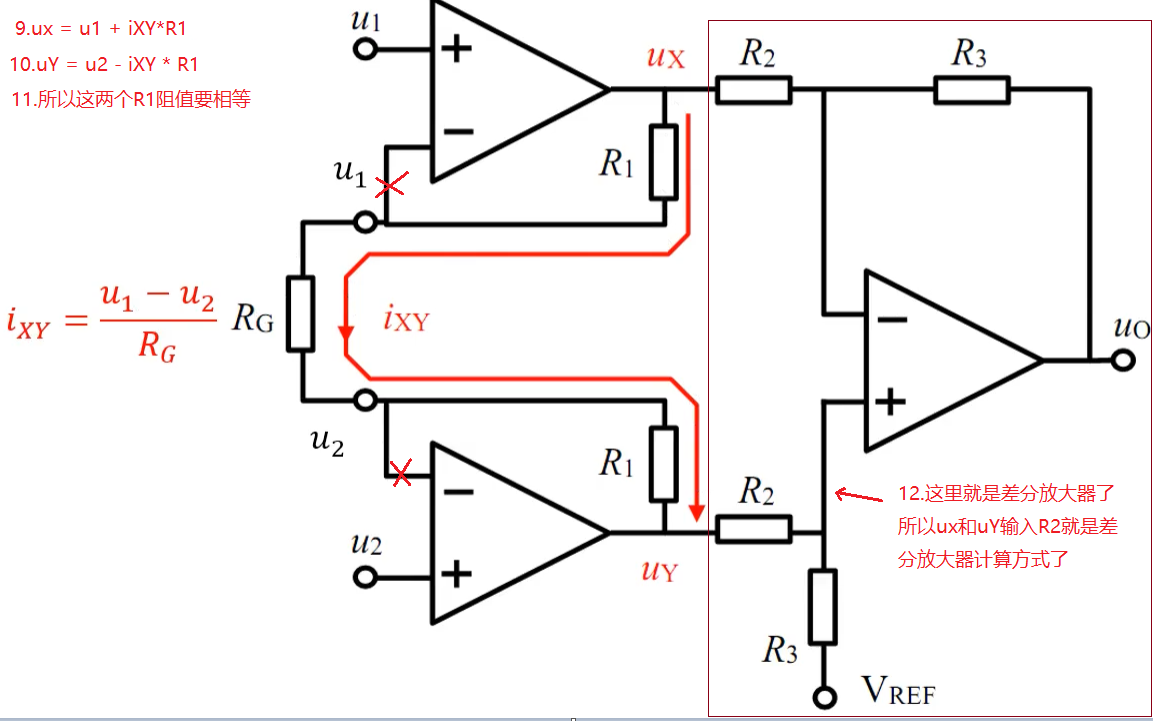 9.ux = u1 + iXY*R1
10.uY = u2 - iXY * R1
11.所以这两个R1阻值要相等
u1
+
−
uX
R2
R3
R1
u1
iXY = (u1 − u2) / RG
RG
iXY
−
+
uO
u2
R1
−
+
u2
uY
R2
12.这里就是差分放大器了
所以ux和uY输入R2就是差
分放大器计算方式了
R3
VREF